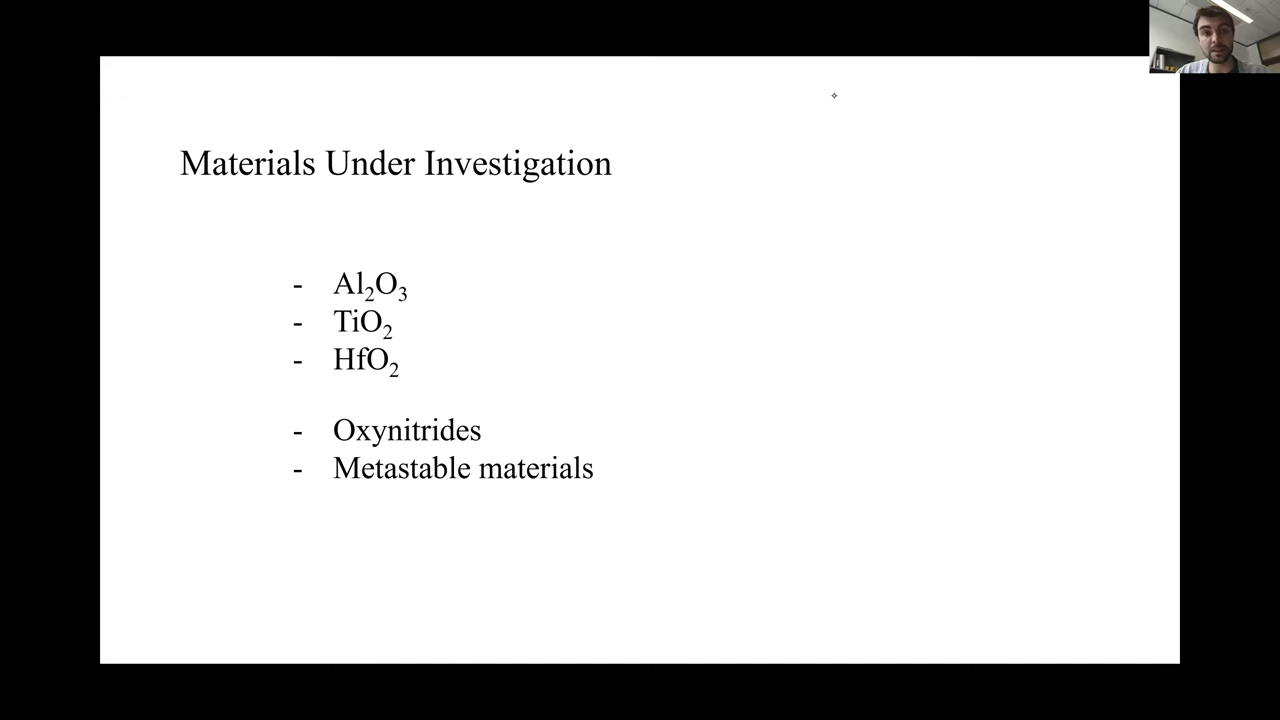 Materials Under Investigation
- Al₂O₃
- TiO₂
- HfO₂
- Oxynitrides
- Metastable materials